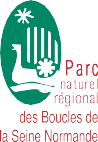 Parc
naturel
régional
des Boucles de
la Seine Normande